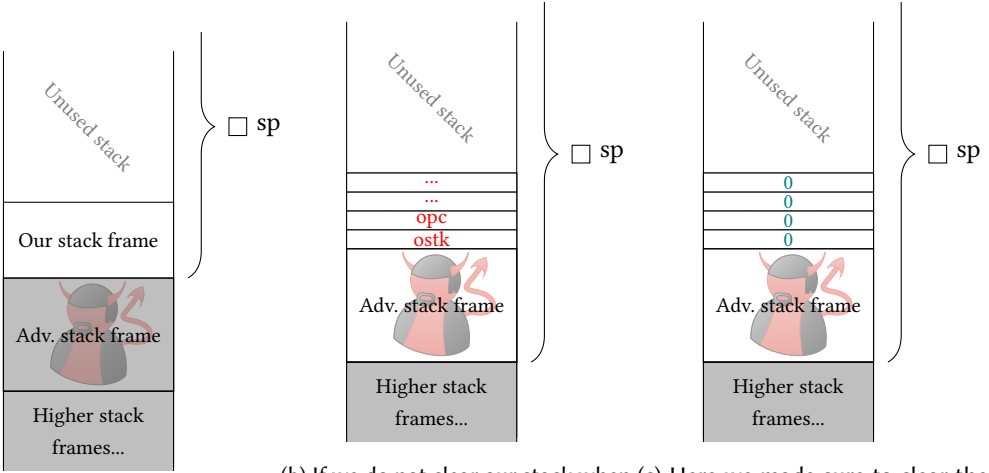 Unused stack
□ sp
Our stack frame
Adv. stack frame
Higher stack
frames...
Unused stack
□ sp
...
...
opc
ostk
Adv. stack frame
Higher stack
frames...
Unused stack
□ sp
0
0
0
0
Adv. stack frame
Higher stack
frames...
(b) If we do not clear our stack when (c) Here we made sure to clear the